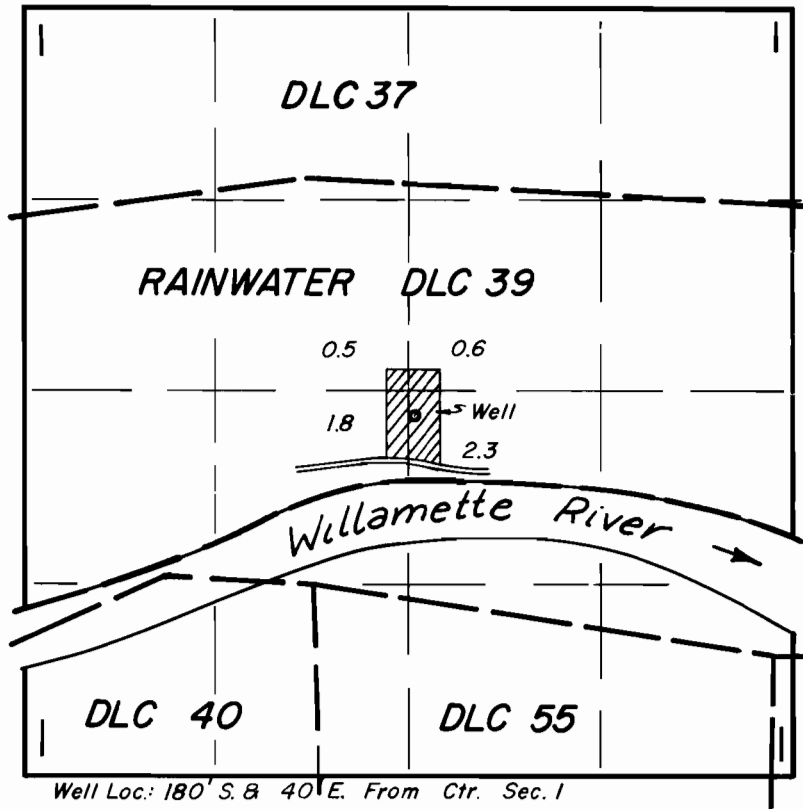 DLC 37
RAINWATER DLC 39
0.5 0.6
Well
1.8
2.3
Willamette River
DLC 40 DLC 55
Well Loc.: 180' S. & 40' E. From Ctr. Sec. 1